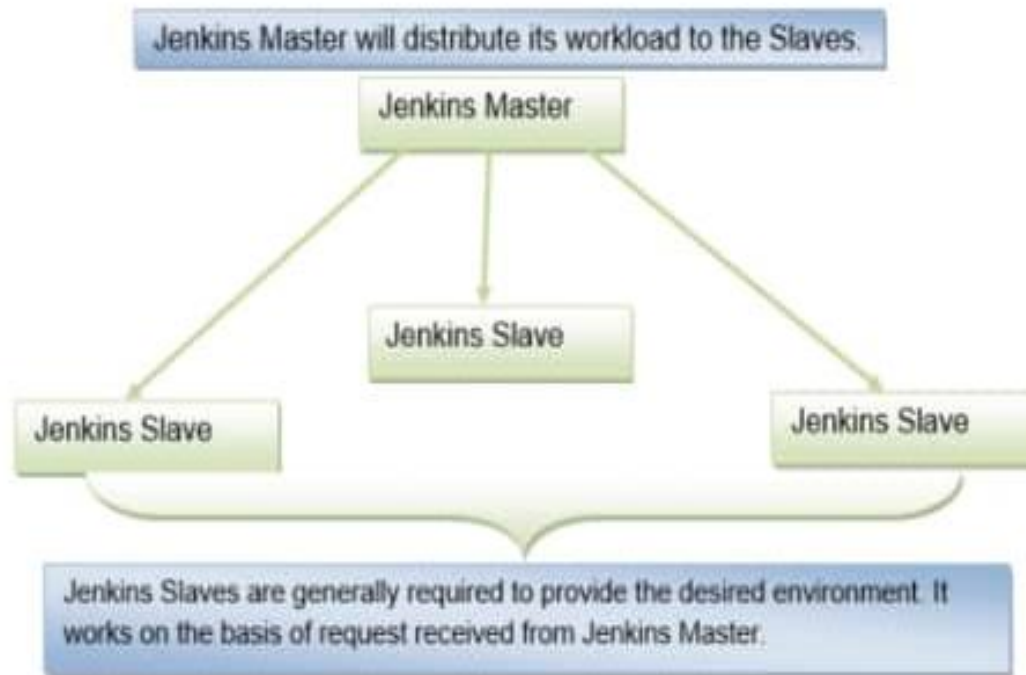 Jenkins Master will distribute its workload to the Slaves.
Jenkins Master
Jenkins Slave
Jenkins Slave
Jenkins Slave
Jenkins Slaves are generally required to provide the desired environment. It
works on the basis of request received from Jenkins Master.